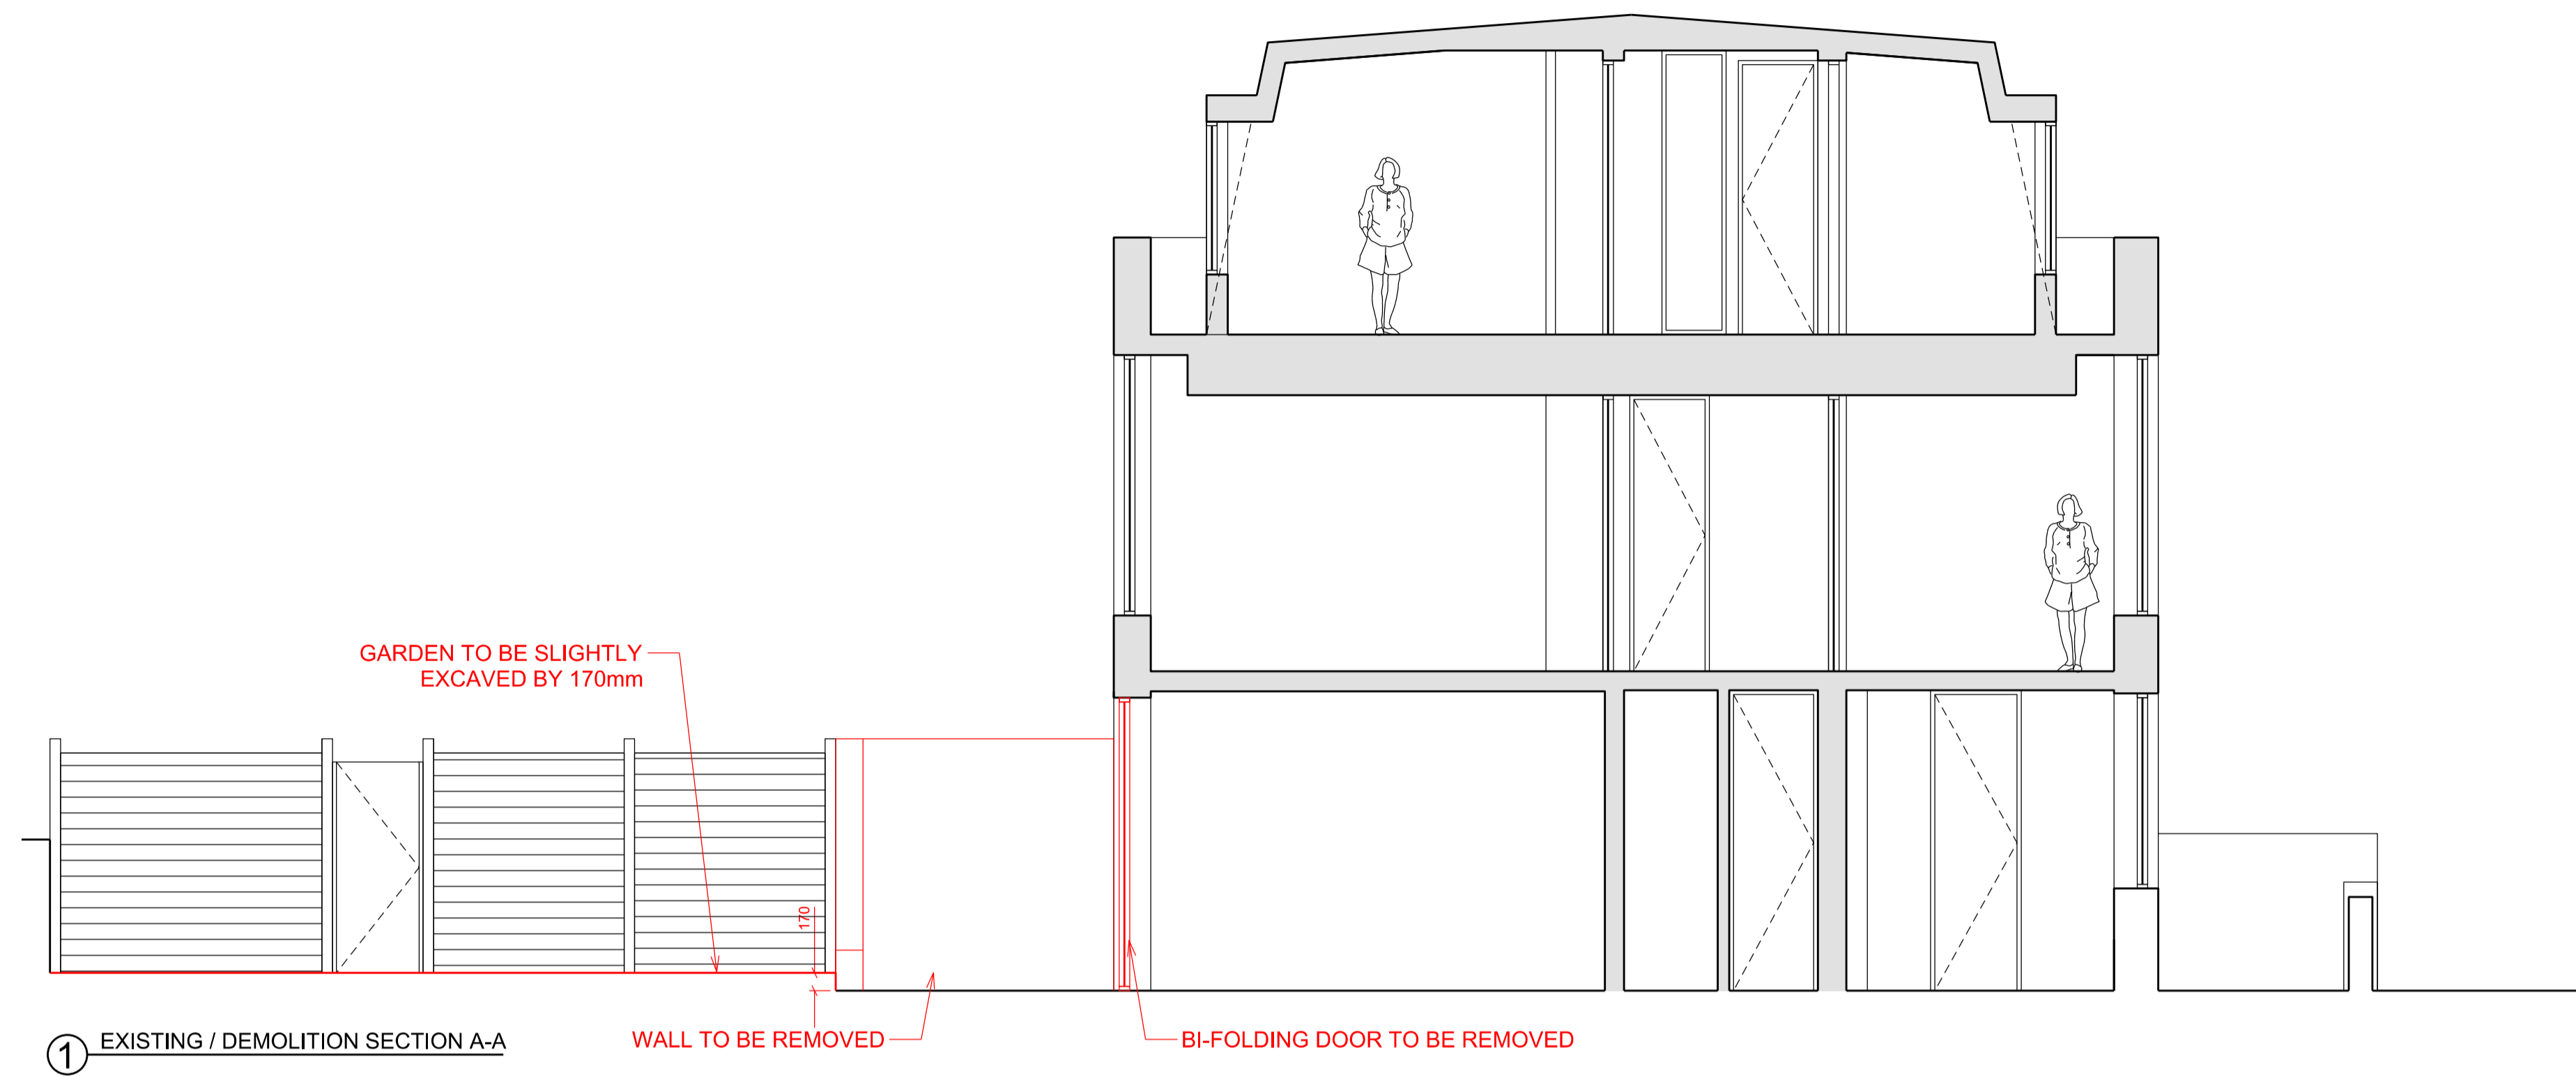 GARDEN TO BE SLIGHTLY
EXCAVED BY 170mm
170
WALL TO BE REMOVED
BI-FOLDING DOOR TO BE REMOVED
1 EXISTING / DEMOLITION SECTION A-A